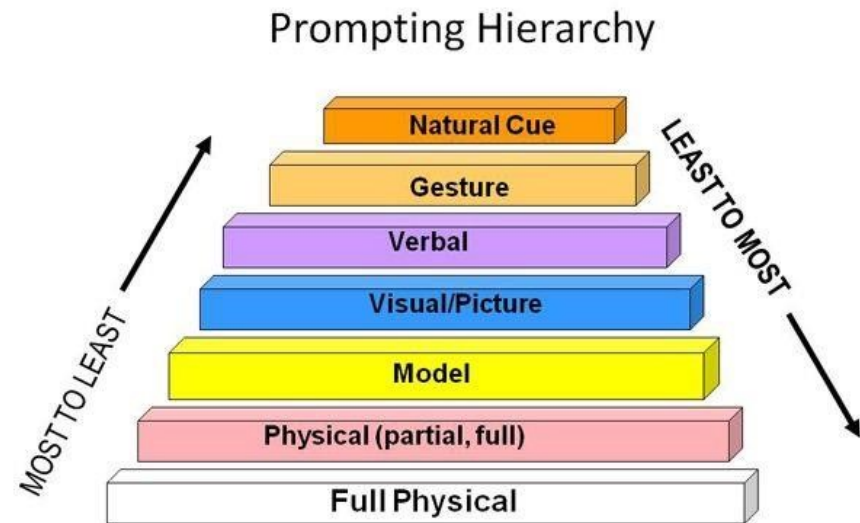 Prompting Hierarchy
Natural Cue
Gesture
Verbal
Visual/Picture
Model
Physical (partial, full)
Full Physical
MOST TO LEAST
LEAST TO MOST